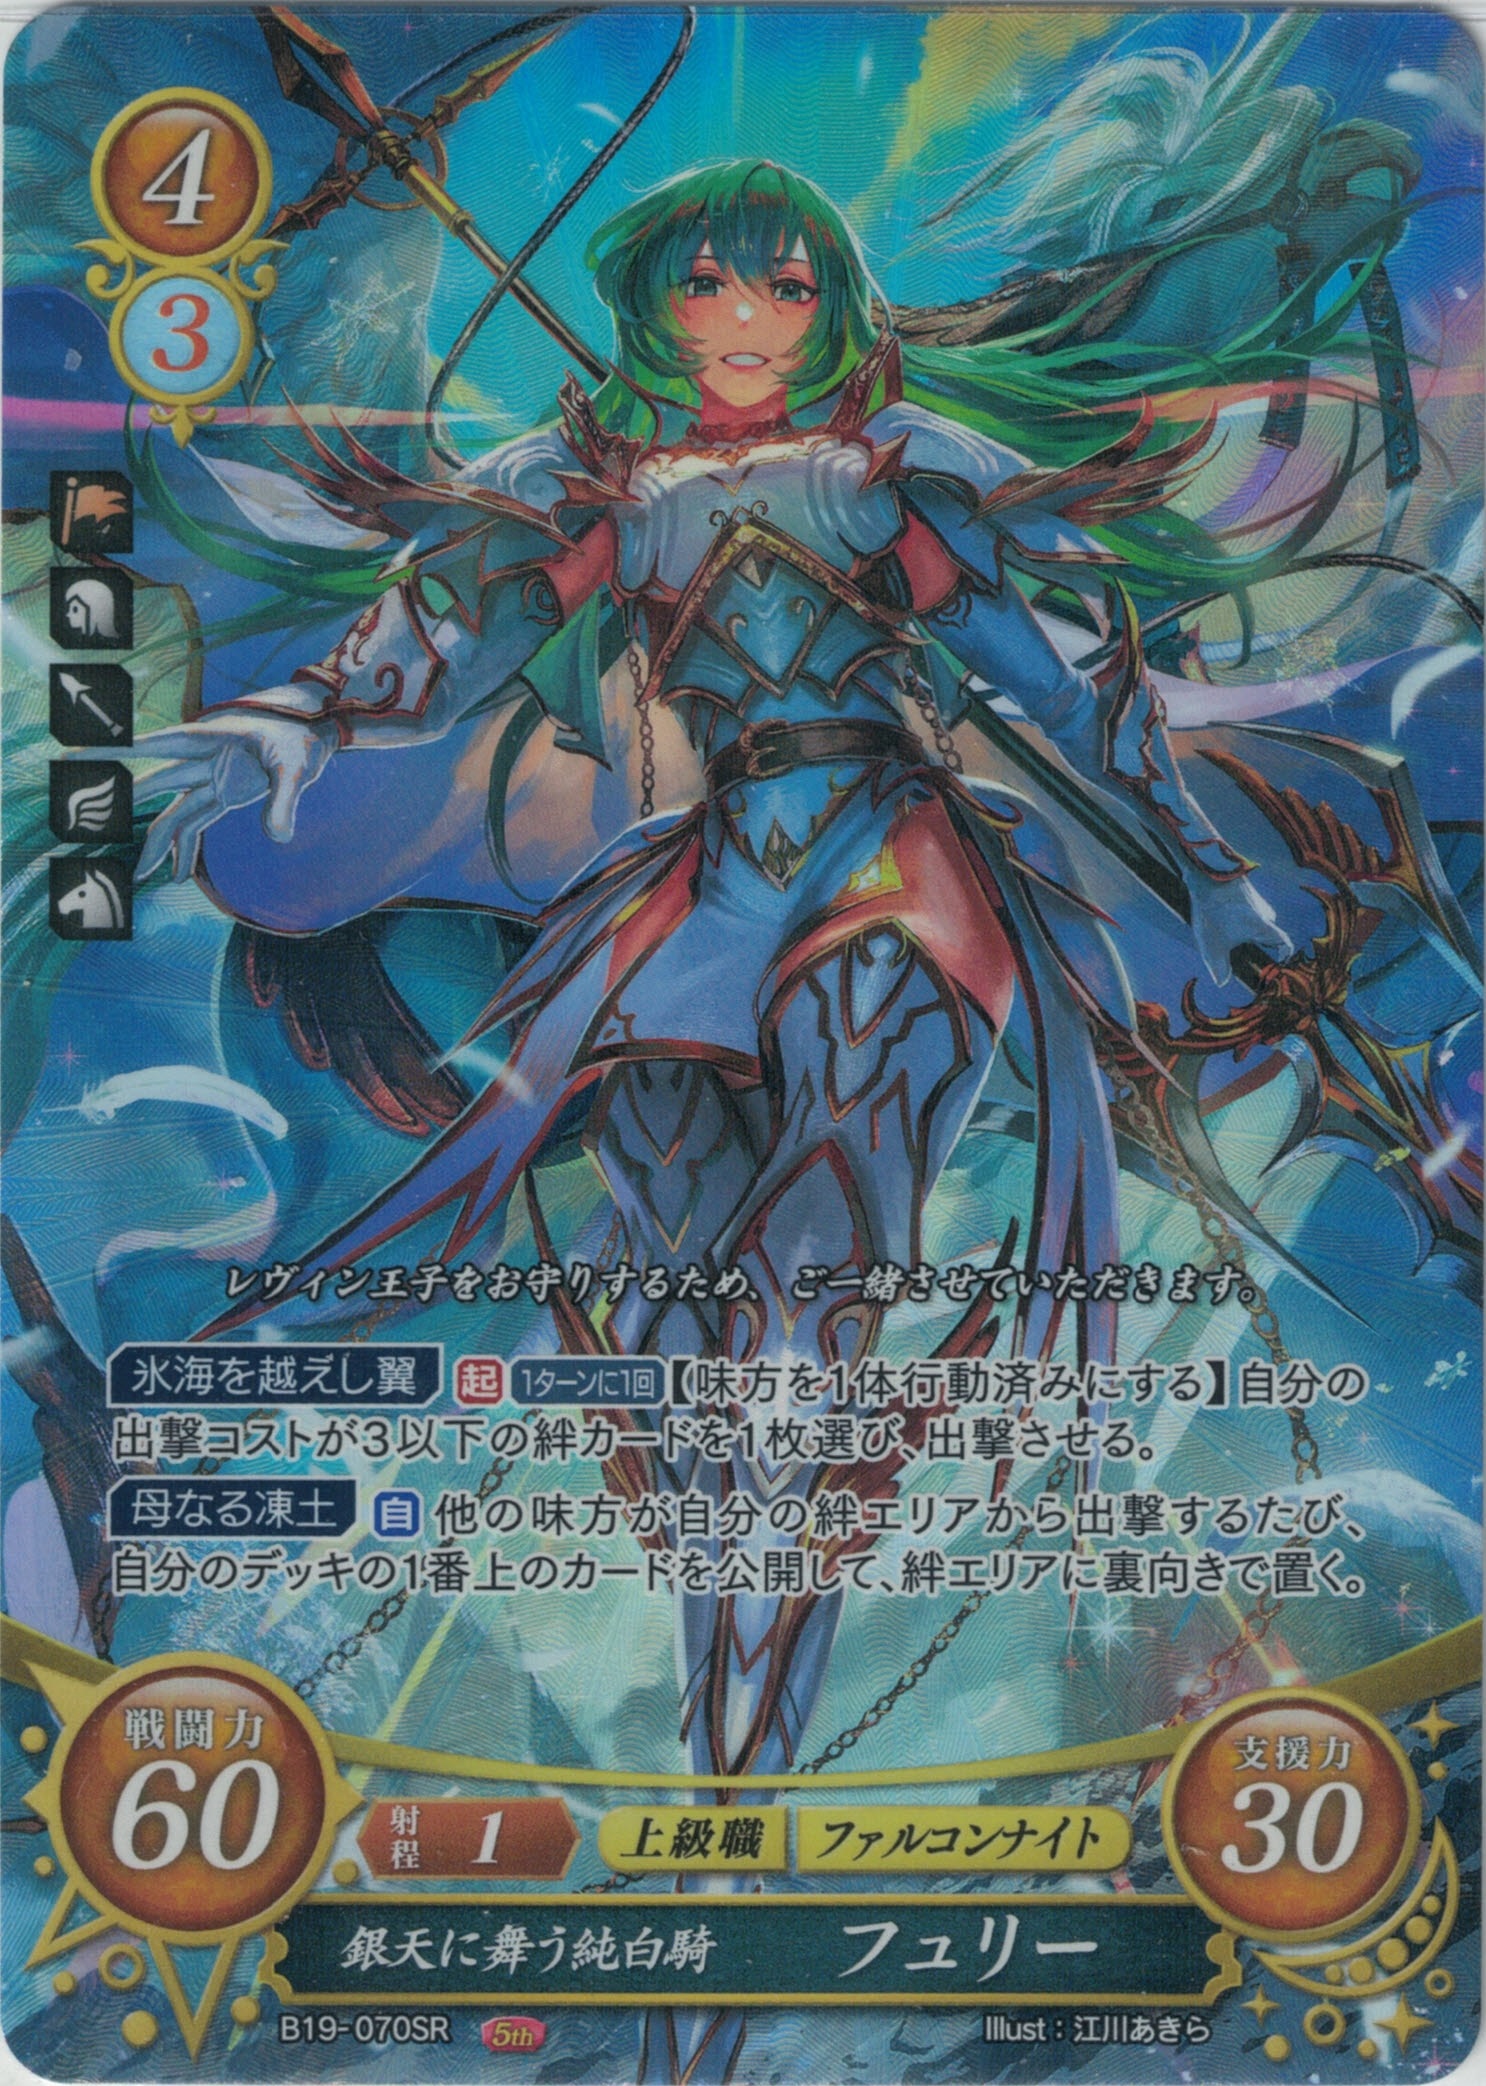 4
3
レヴィン王子をお守りするため、ご一緒させていただきます。
氷海を越えし翼 起 1ターンに1回【味方を1体行動済みにする】自分の
出撃コストが3以下の絆カードを1枚選び、出撃させる。
母なる凍土 自 他の味方が自分の絆エリアから出撃するたび、
自分のデッキの1番上のカードを公開して、絆エリアに裏向きで置く。
戦闘力
60
射程 1
上級職 ファルコンナイト
支援力
30
銀天に舞う純白騎 フュリー
B19-070SR 5th Illust：江川あきら